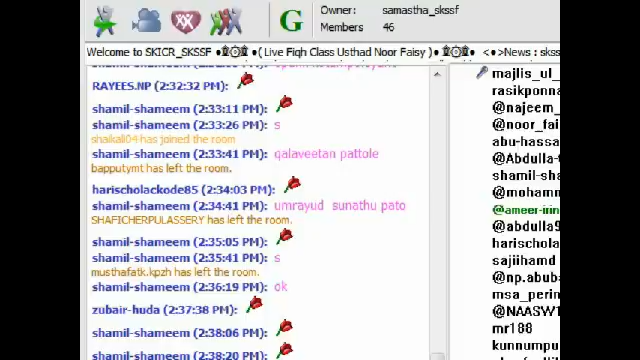 Owner: samastha_skssf
G
Members 46
Welcome to SKICR_SKSSF ( Live Fiqh Class Usthad Noor Faisy ) < >News : skss
RAYEES.NP (2:32:32 PM):
shamil-shameem (2:33:11 PM):
shamil-shameem (2:33:26 PM): s
shaikali04 has joined the room
shamil-shameem (2:33:41 PM): qalaveetan pattole
bapputymt has left the room.
harischolackode85 (2:34:03 PM):
shamil-shameem (2:34:41 PM): umrayud sunathu pato
SHAFICHERPULASSERY has left the room.
shamil-shameem (2:35:05 PM):
shamil-shameem (2:35:41 PM): s
musthafatk.kpzh has left the room.
shamil-shameem (2:36:19 PM): ok
zubair-huda (2:37:38 PM):
shamil-shameem (2:38:06 PM):
shamil-shameem (2:38:20 PM):
majlis_ul_
rasikponna
@najeem_
@noor_fai
abu-hassa
@Abdulla-
shamil-sha
@mohamm
@abdulla9
harischola
sajiihamd
@np.abub
msa_perin
@NAASW1
mr188
kunnumpu